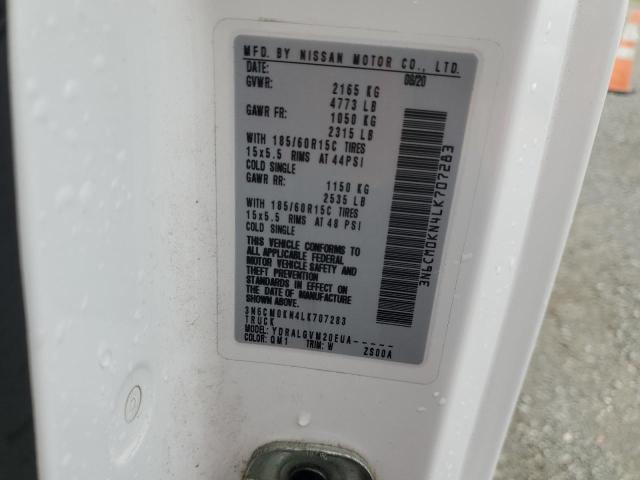 MFD. BY NISSAN MOTOR CO., LTD.
DATE: 08/20
GVWR: 2165 KG
4773 LB
GAWR FR: 1050 KG
2315 LB
WITH 185/60R15C TIRES
15x5.5 RIMS AT 44PSI
COLD SINGLE
GAWR RR: 1150 KG
2535 LB
WITH 185/60R15C TIRES
15x5.5 RIMS AT 48 PSI
COLD SINGLE
THIS VEHICLE CONFORMS TO
ALL APPLICABLE FEDERAL
MOTOR VEHICLE SAFETY AND
THEFT PREVENTION
STANDARDS IN EFFECT ON
THE DATE OF MANUFACTURE
SHOWN ABOVE.
3N6CM0KN4LK707283
TRUCK
MODEL: YDRALGVM20EUA-----
COLOR: QM1 TRIM: W ZS00A
3N6CM0KN4LK707283